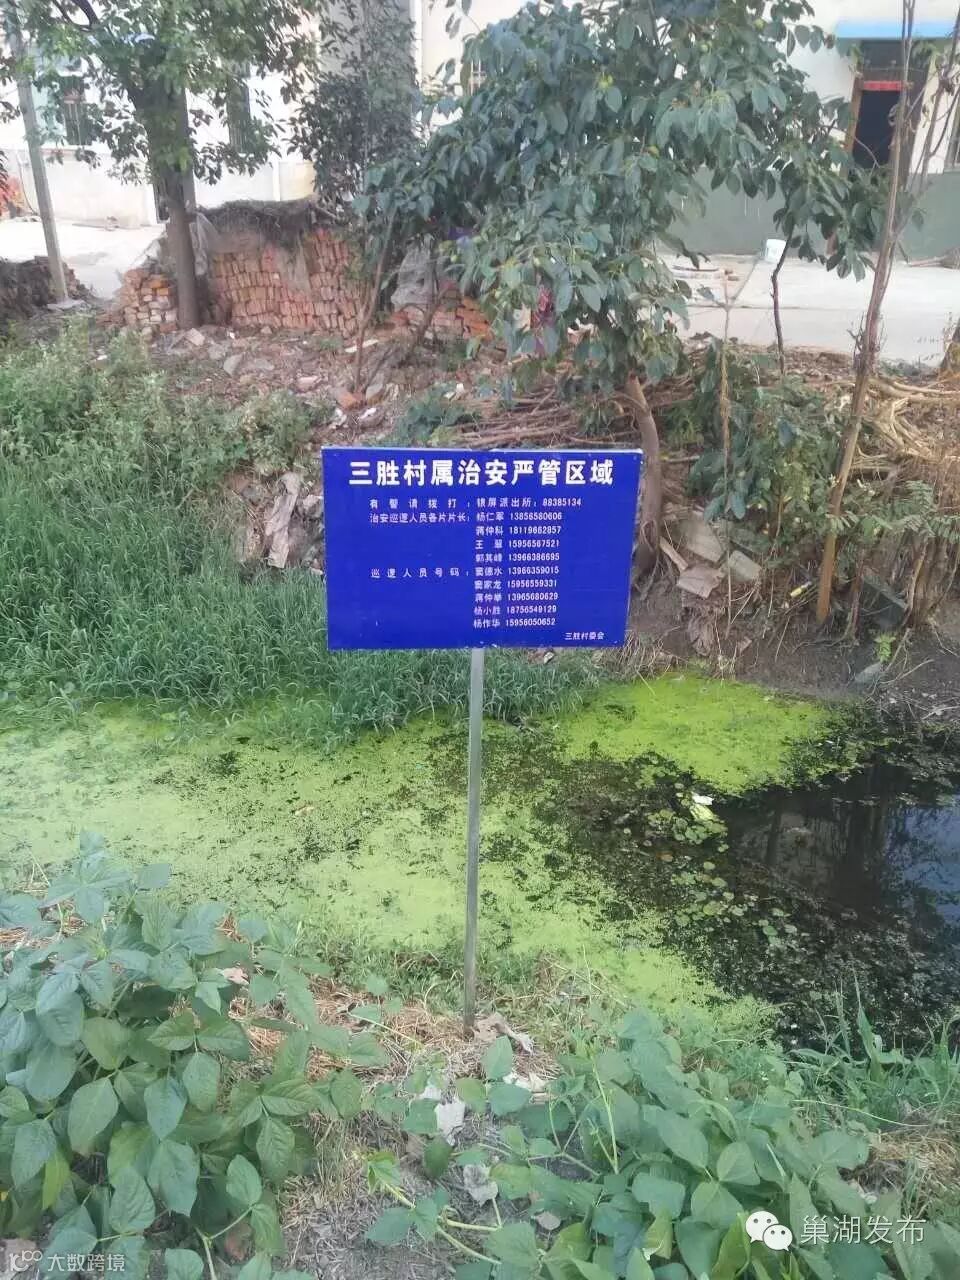 三胜村属治安严管区域
有警请拨打：银屏派出所：88385134
治安巡逻人员各片片长：杨仁军 13856580606
蒋仲科 18119662857
王慧 15956567521
郭其峰 13966386695
巡逻人员号码：窦德水 13966359015
窦家龙 15956559331
蒋仲举 13965680629
杨小胜 18756549129
杨作华 15956050652
三胜村委会
巢湖发布
大数跨境